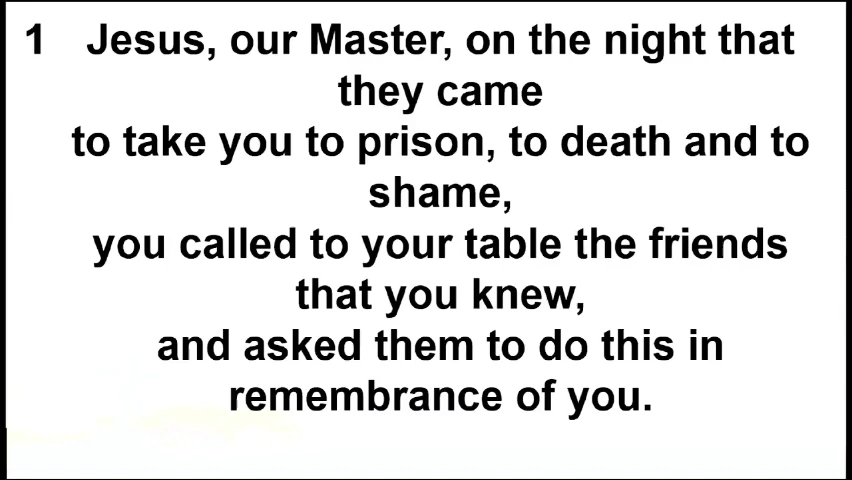 1 Jesus, our Master, on the night that
they came
to take you to prison, to death and to
shame,
you called to your table the friends
that you knew,
and asked them to do this in
remembrance of you.